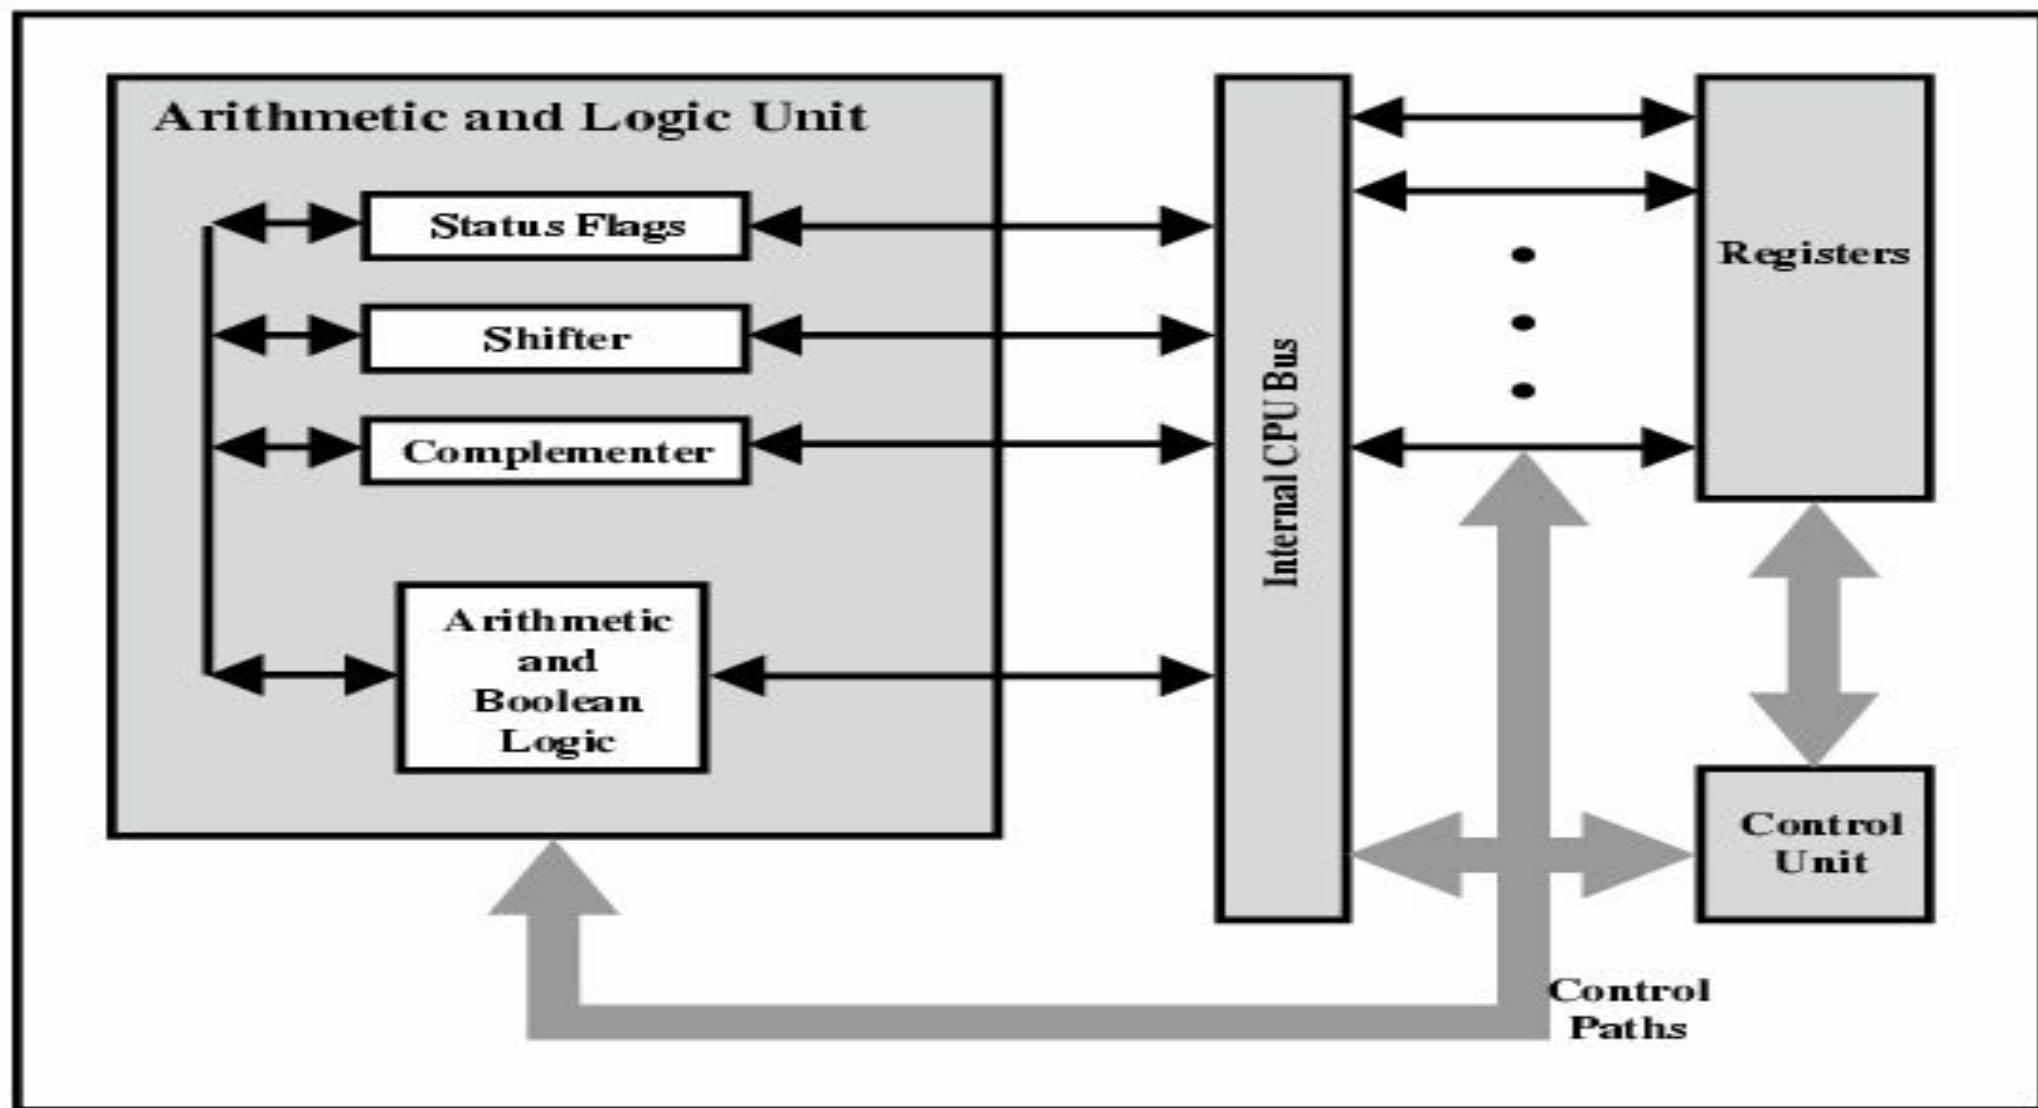 Arithmetic and Logic Unit
Status Flags
Shifter
Complementer
Arithmetic
and
Boolean
Logic
Internal CPU Bus
Registers
Control
Unit
Control
Paths